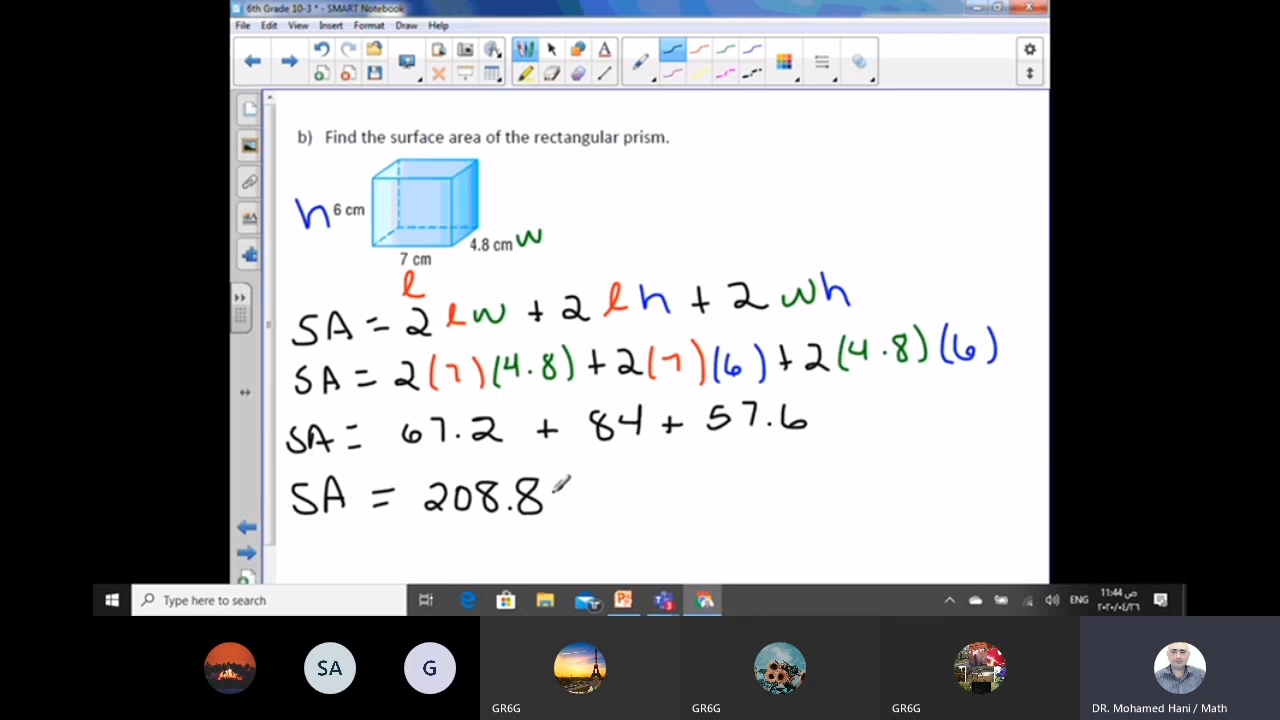 6th Grade 10-3 * - SMART Notebook
File Edit View Insert Format Draw Help
b) Find the surface area of the rectangular prism.
h 6 cm
4.8 cm w
7 cm
l
SA = 2 l w + 2 l h + 2 w h
SA = 2 (7) (4.8) + 2 (7) (6) + 2 (4.8) (6)
SA = 67.2 + 84 + 57.6
SA = 208.8
Type here to search
ENG
11:44 ص
٢٠٢٠/٠٤/٢٦
SA
G
GR6G
GR6G
GR6G
DR. Mohamed Hani / Math